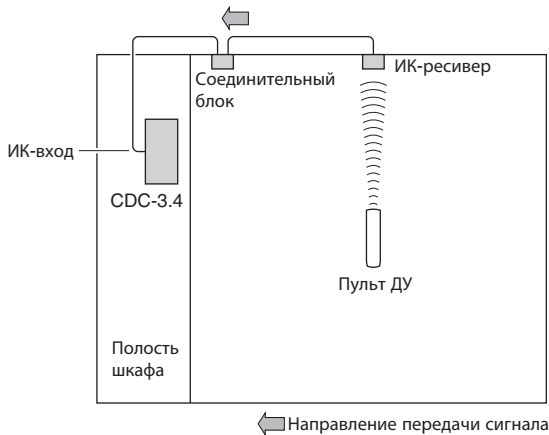 Соединительный
блок
ИК-ресивер
ИК-вход
CDC-3.4
Пульт ДУ
Полость
шкафа
Направление передачи сигнала